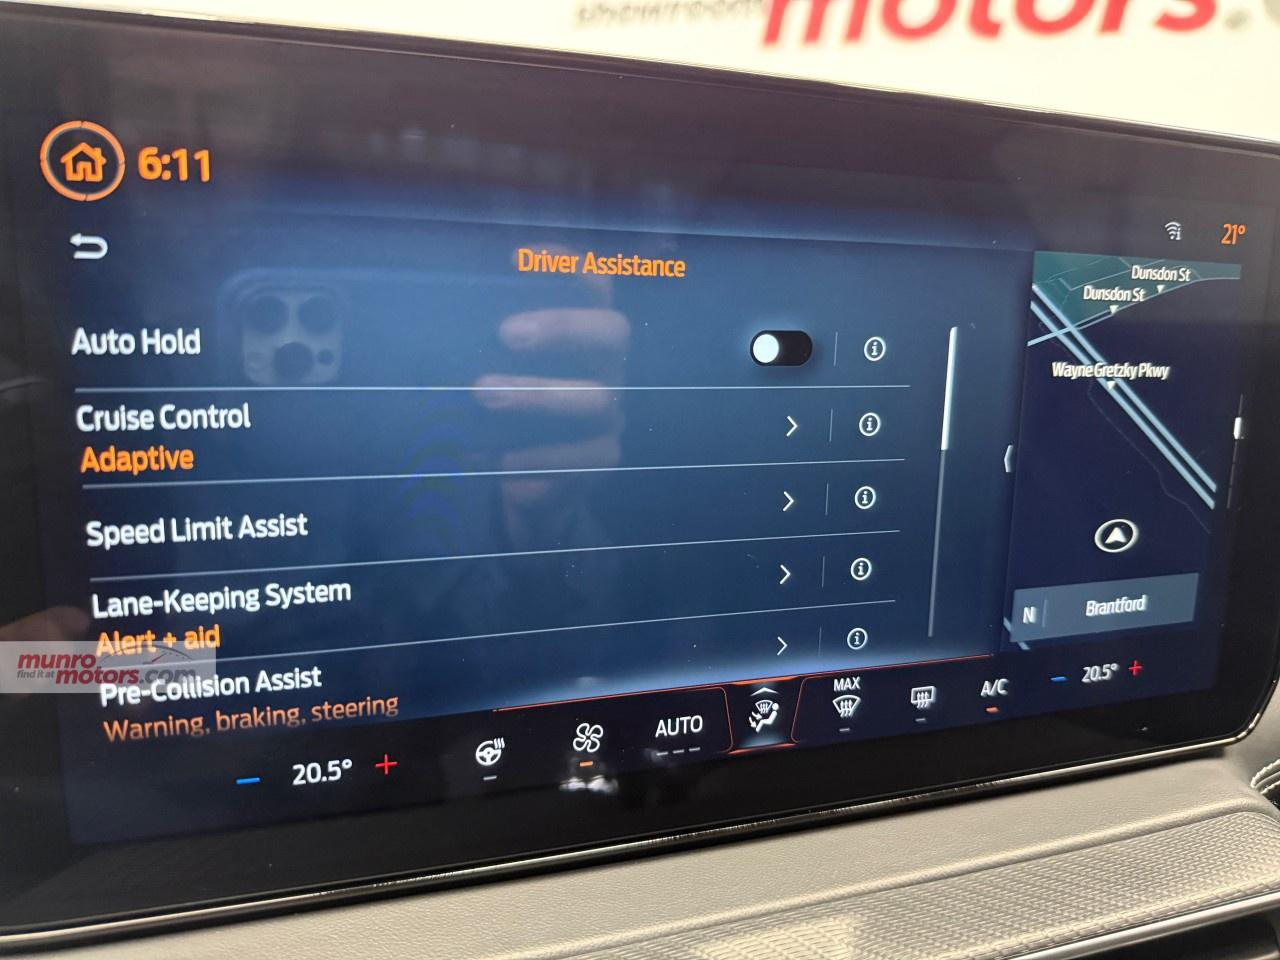 showroom motors.
6:11
21°
Driver Assistance
Dunsdon St
Dunsdon St
Auto Hold
Wayne Gretzky Pkwy
Cruise Control
Adaptive
Speed Limit Assist
Lane-Keeping System
Alert + aid
N Brantford
Pre-Collision Assist
Warning, braking, steering
munro
find it at motors.com
− 20.5° +
AUTO
MAX
A/C
− 20.5° +